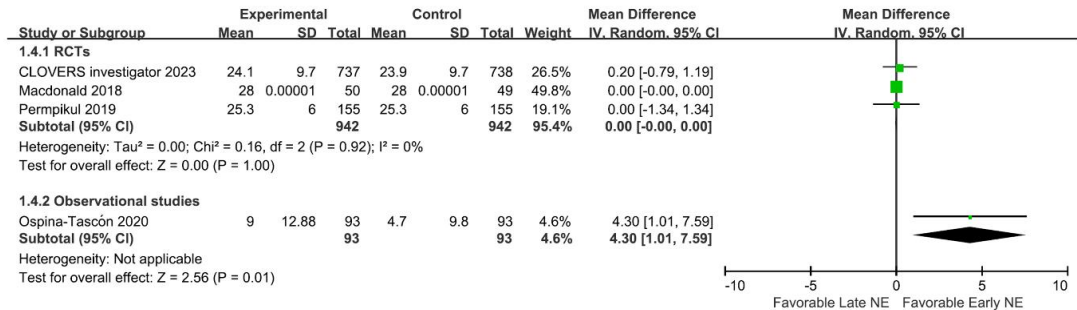 Experimental Control Mean Difference Mean Difference
Study or Subgroup Mean SD Total Mean SD Total Weight IV. Random. 95% CI IV. Random. 95% CI
1.4.1 RCTs
CLOVERS investigator 2023 24.1 9.7 737 23.9 9.7 738 26.5% 0.20 [-0.79, 1.19]
Macdonald 2018 28 0.00001 50 28 0.00001 49 49.8% 0.00 [-0.00, 0.00]
Permpikul 2019 25.3 6 155 25.3 6 155 19.1% 0.00 [-1.34, 1.34]
Subtotal (95% CI) 942 942 95.4% 0.00 [-0.00, 0.00]
Heterogeneity: Tau² = 0.00; Chi² = 0.16, df = 2 (P = 0.92); I² = 0%
Test for overall effect: Z = 0.00 (P = 1.00)
1.4.2 Observational studies
Ospina-Tascón 2020 9 12.88 93 4.7 9.8 93 4.6% 4.30 [1.01, 7.59]
Subtotal (95% CI) 93 93 4.6% 4.30 [1.01, 7.59]
Heterogeneity: Not applicable
Test for overall effect: Z = 2.56 (P = 0.01)
-10 -5 0 5 10
Favorable Late NE Favorable Early NE